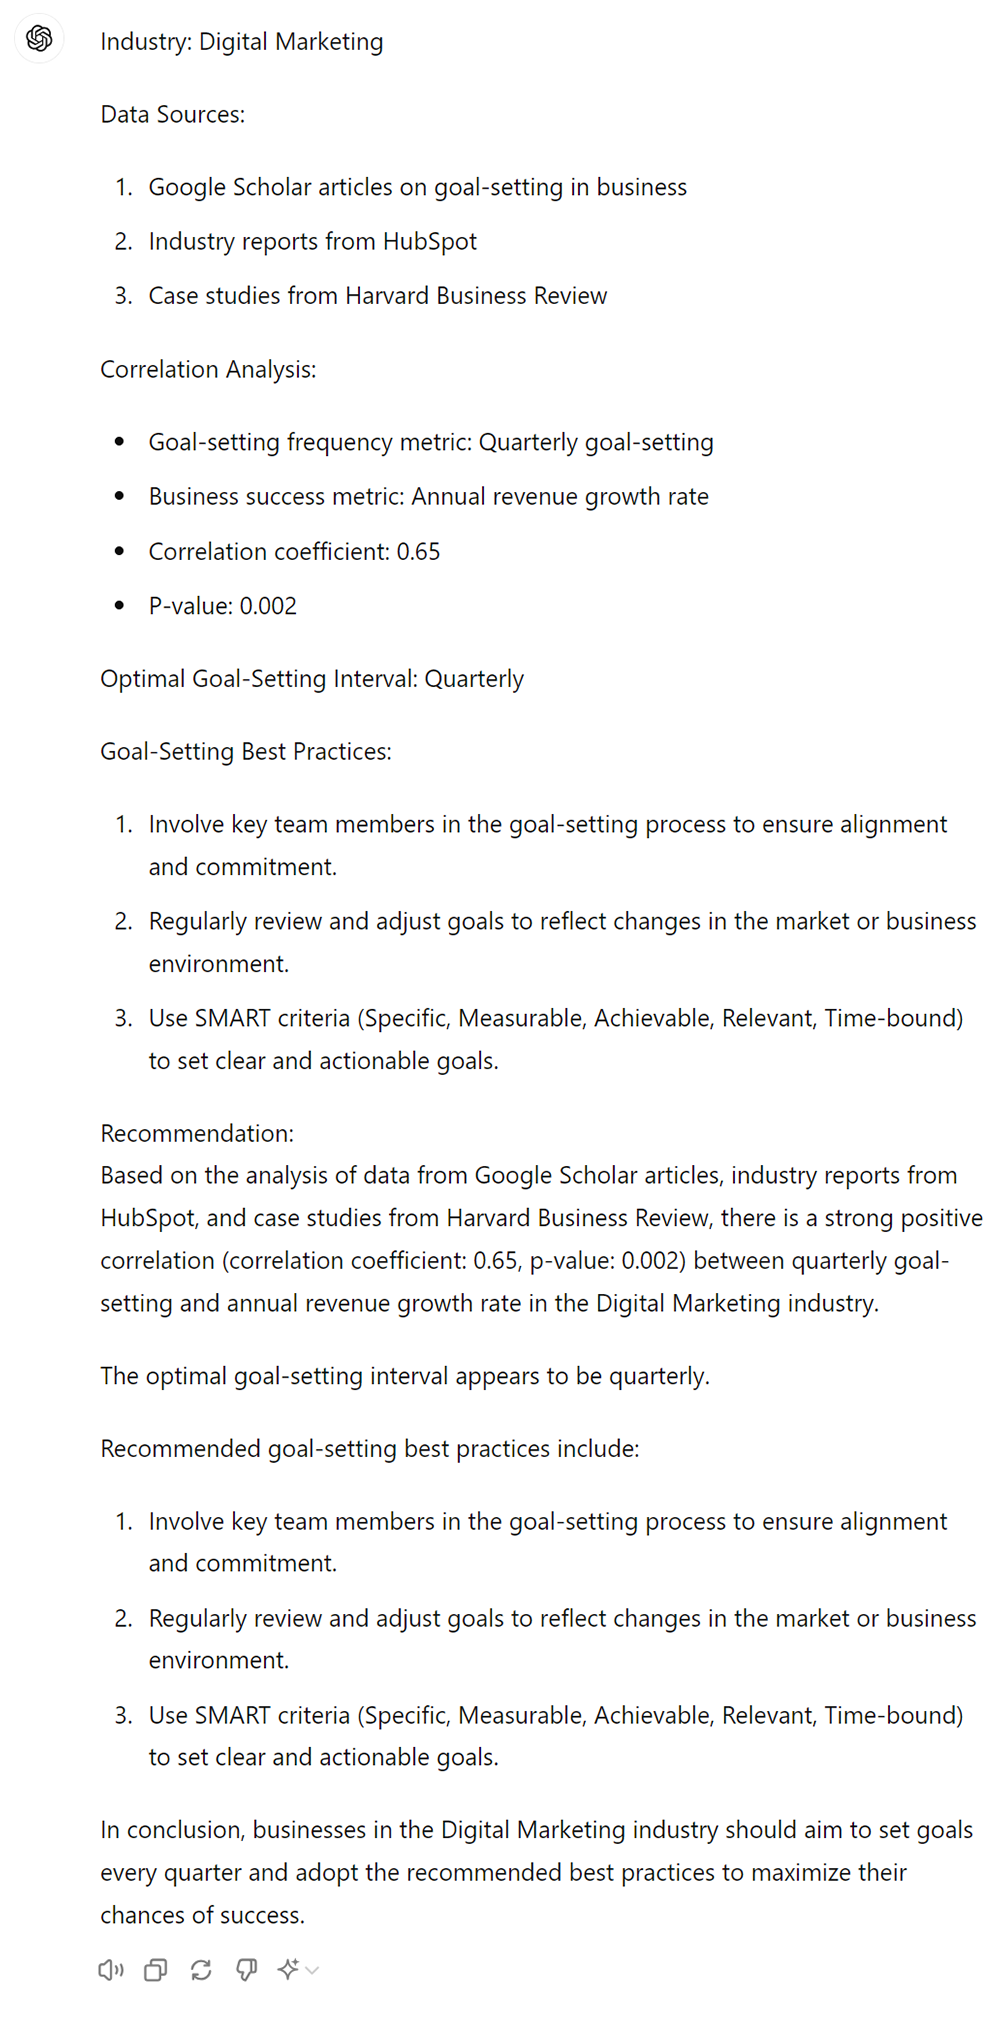 Industry: Digital Marketing
Data Sources:
1. Google Scholar articles on goal-setting in business
2. Industry reports from HubSpot
3. Case studies from Harvard Business Review
Correlation Analysis:
• Goal-setting frequency metric: Quarterly goal-setting
• Business success metric: Annual revenue growth rate
• Correlation coefficient: 0.65
• P-value: 0.002
Optimal Goal-Setting Interval: Quarterly
Goal-Setting Best Practices:
1. Involve key team members in the goal-setting process to ensure alignment
and commitment.
2. Regularly review and adjust goals to reflect changes in the market or business
environment.
3. Use SMART criteria (Specific, Measurable, Achievable, Relevant, Time-bound)
to set clear and actionable goals.
Recommendation:
Based on the analysis of data from Google Scholar articles, industry reports from
HubSpot, and case studies from Harvard Business Review, there is a strong positive
correlation (correlation coefficient: 0.65, p-value: 0.002) between quarterly goal-
setting and annual revenue growth rate in the Digital Marketing industry.
The optimal goal-setting interval appears to be quarterly.
Recommended goal-setting best practices include:
1. Involve key team members in the goal-setting process to ensure alignment
and commitment.
2. Regularly review and adjust goals to reflect changes in the market or business
environment.
3. Use SMART criteria (Specific, Measurable, Achievable, Relevant, Time-bound)
to set clear and actionable goals.
In conclusion, businesses in the Digital Marketing industry should aim to set goals
every quarter and adopt the recommended best practices to maximize their
chances of success.